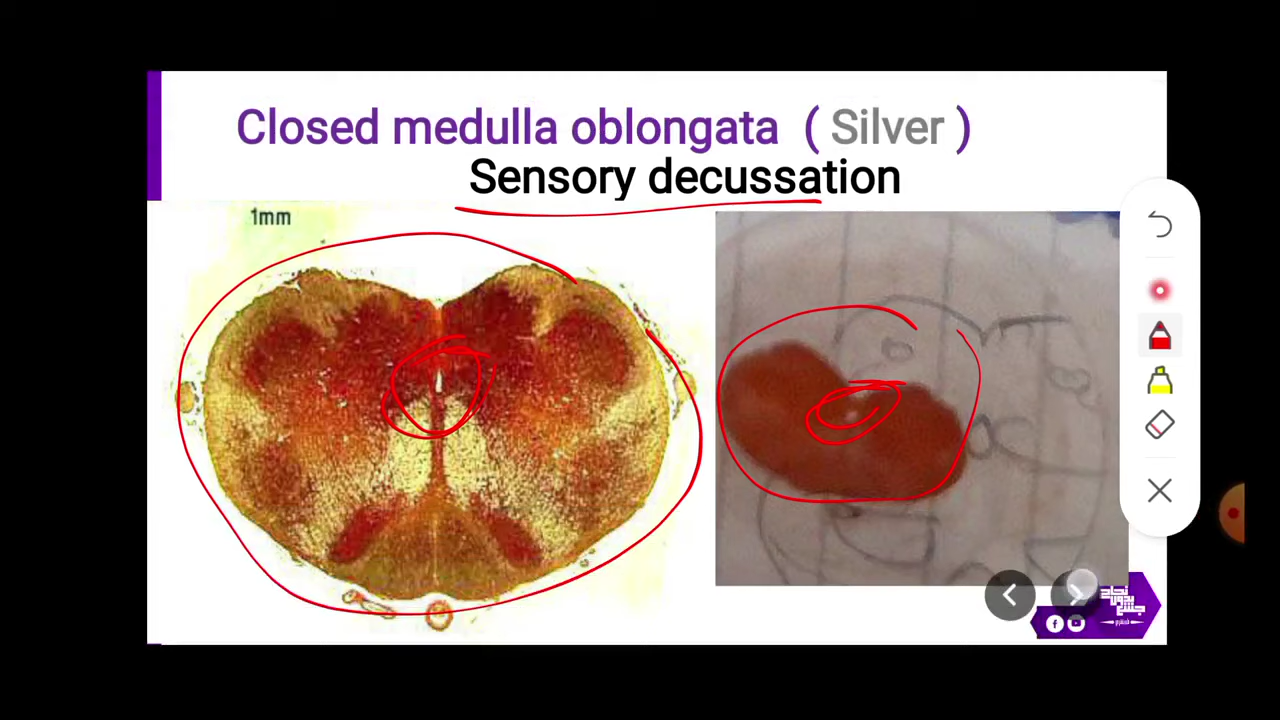 Closed medulla oblongata ( Silver )
Sensory decussation
1mm